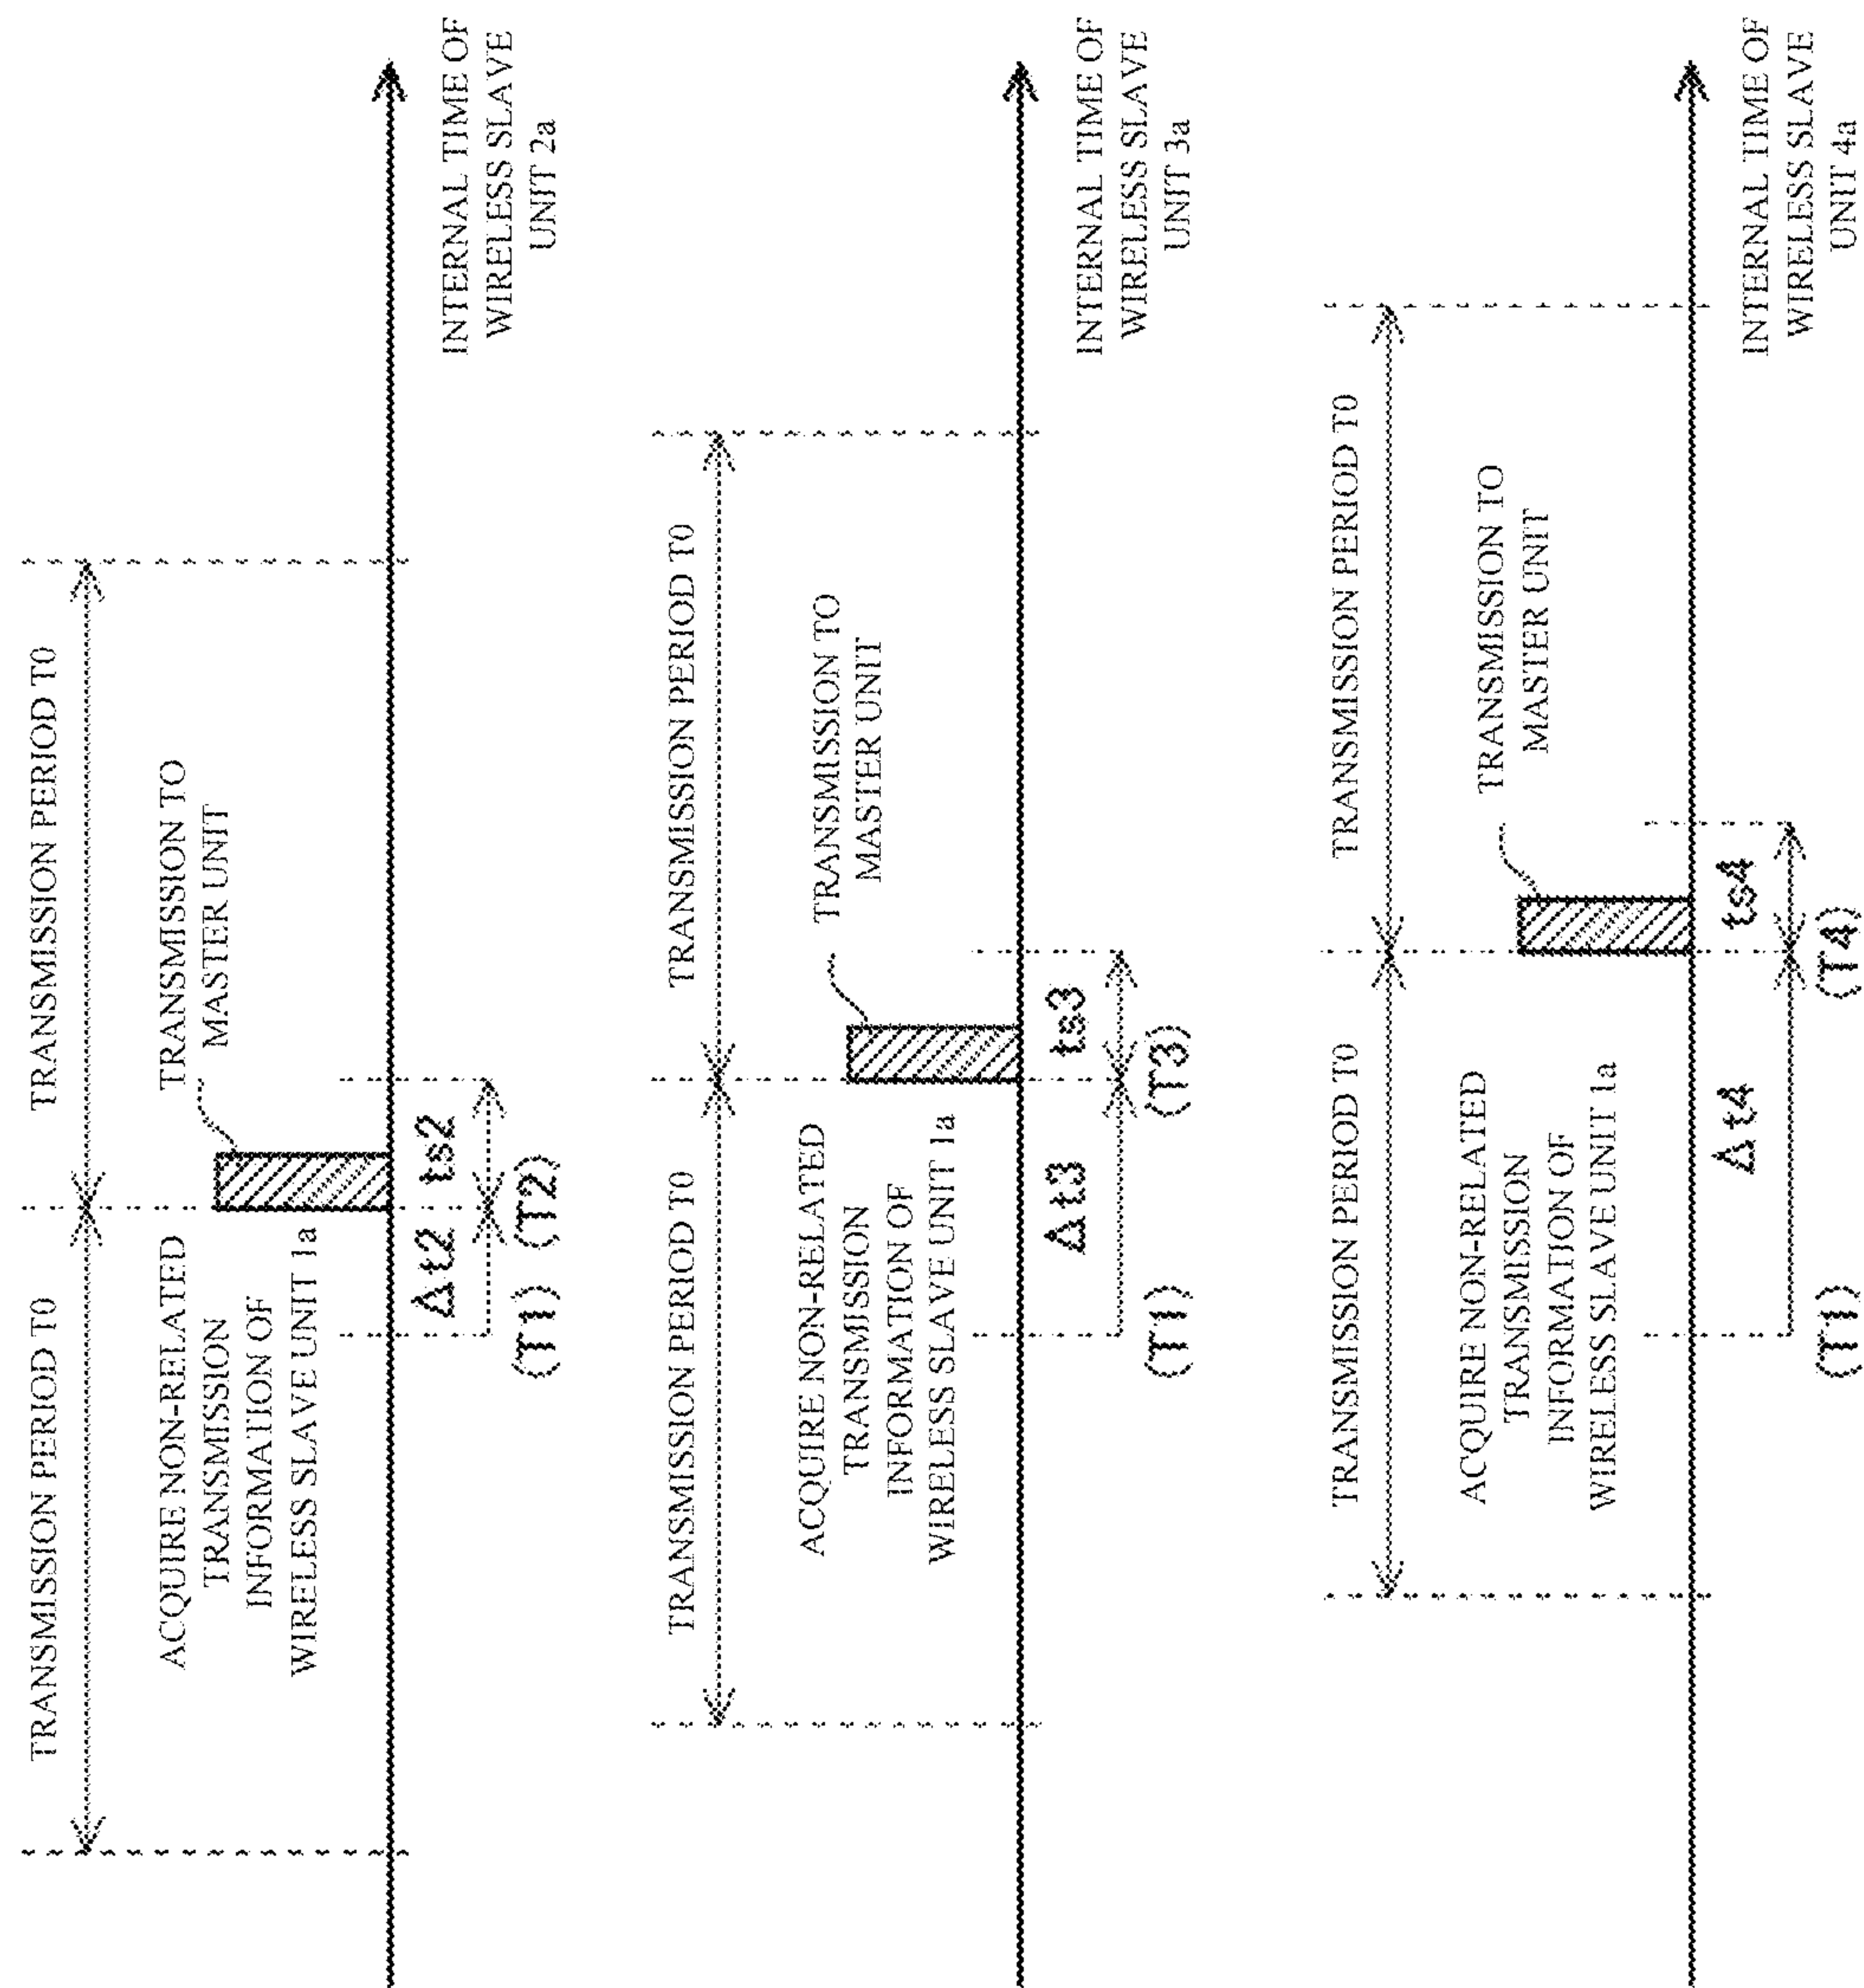 TRANSMISSION PERIOD T0
TRANSMISSION PERIOD T0
ACQUIRE NON-RELATED
TRANSMISSION
INFORMATION OF
WIRELESS SLAVE UNIT 1a
TRANSMISSION TO
MASTER UNIT
Δt2
ts2
(T1)
(T2)
INTERNAL TIME OF
WIRELESS SLAVE
UNIT 2a
TRANSMISSION PERIOD T0
TRANSMISSION PERIOD T0
ACQUIRE NON-RELATED
TRANSMISSION
INFORMATION OF
WIRELESS SLAVE UNIT 1a
TRANSMISSION TO
MASTER UNIT
Δt3
ts3
(T1)
(T3)
INTERNAL TIME OF
WIRELESS SLAVE
UNIT 3a
TRANSMISSION PERIOD T0
TRANSMISSION PERIOD T0
ACQUIRE NON-RELATED
TRANSMISSION
INFORMATION OF
WIRELESS SLAVE UNIT 1a
TRANSMISSION TO
MASTER UNIT
Δt4
ts4
(T1)
(T4)
INTERNAL TIME OF
WIRELESS SLAVE
UNIT 4a